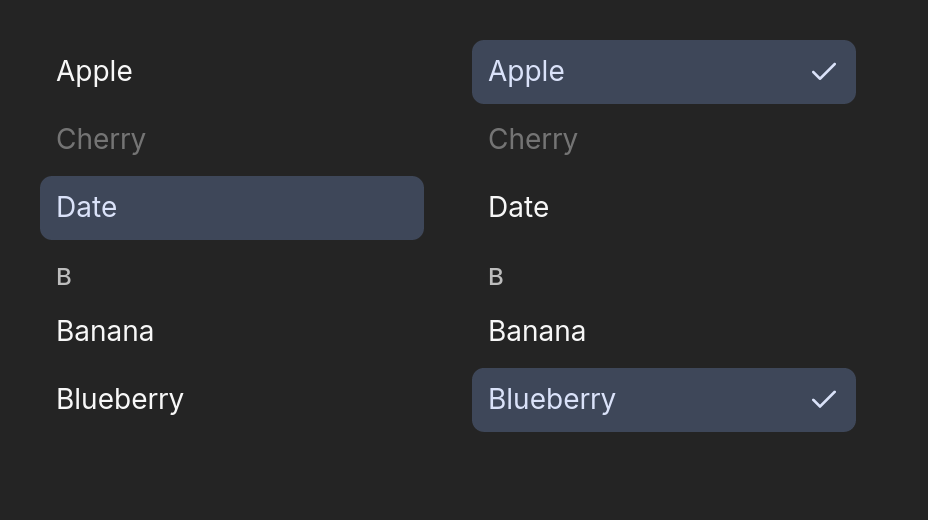 Apple
Cherry
Date
B
Banana
Blueberry
Apple
Cherry
Date
B
Banana
Blueberry